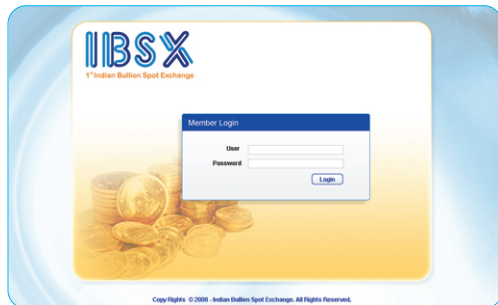 IBSX
1st Indian Bullion Spot Exchange
Member Login
User
Password
Login
Copy Rights © 2008 - Indian Bullion Spot Exchange. All Rights Reserved.